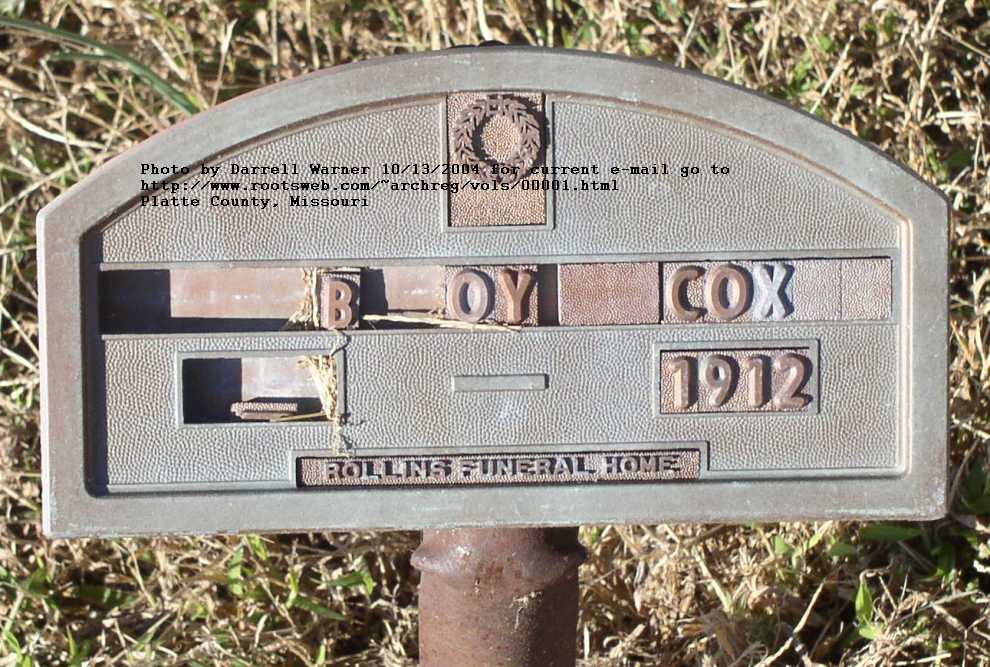 Photo by Darrell Warner 10/13/2004 for current e-mail go to
http://www.rootsweb.com/~archreg/vols/00001.html
Platte County, Missouri
B OY COX
1912
ROLLINS FUNERAL HOME